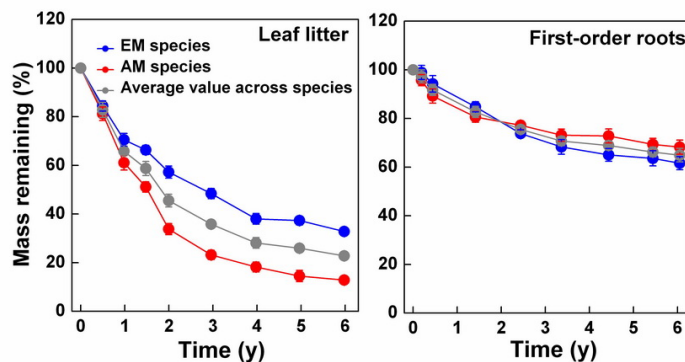 Leaf litter
EM species
AM species
Average value across species
Mass remaining (%)
120
100
80
60
40
20
0
0 1 2 3 4 5 6
Time (y)
First-order roots
120
100
80
60
40
20
0
0 1 2 3 4 5 6
Time (y)